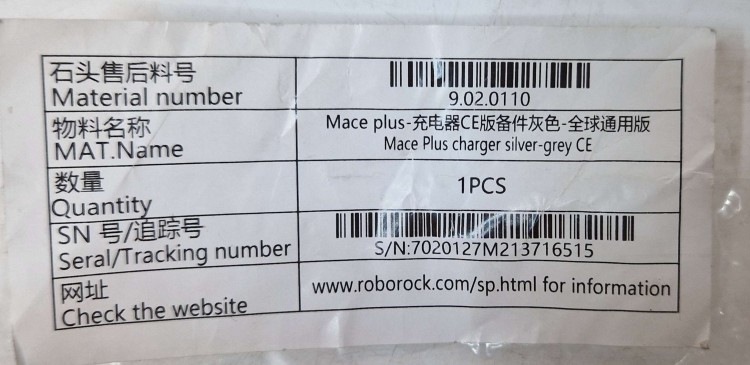 石头售后料号
Material number
9.02.0110
物料名称
MAT.Name
Mace plus-充电器CE版备件灰色-全球通用版
Mace Plus charger silver-grey CE
数量
Quantity
1PCS
SN 号/追踪号
Seral/Tracking number
S/N:7020127M213716515
网址
Check the website
www.roborock.com/sp.html for information